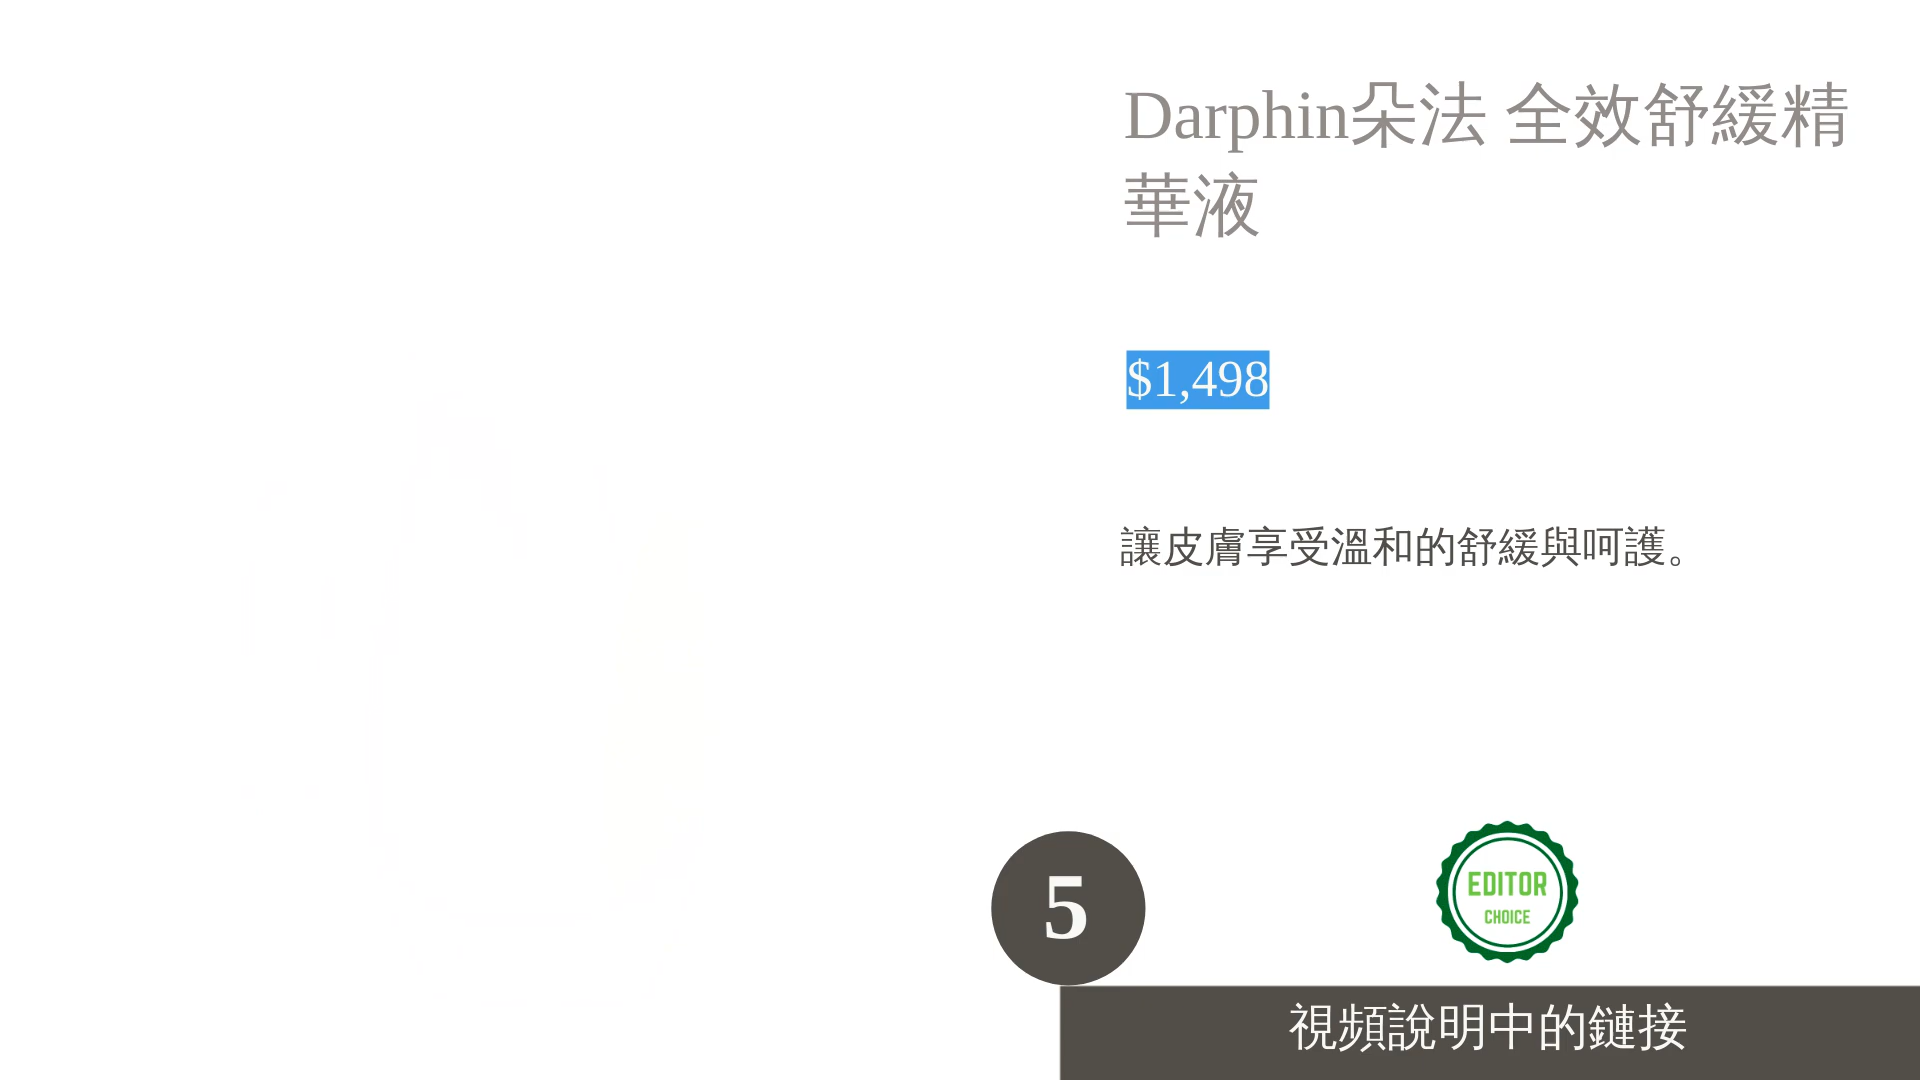 Darphin朵法 全效舒緩精
華液
$1,498
讓皮膚享受溫和的舒緩與呵護。
5
EDITOR
CHOICE
視頻說明中的鏈接